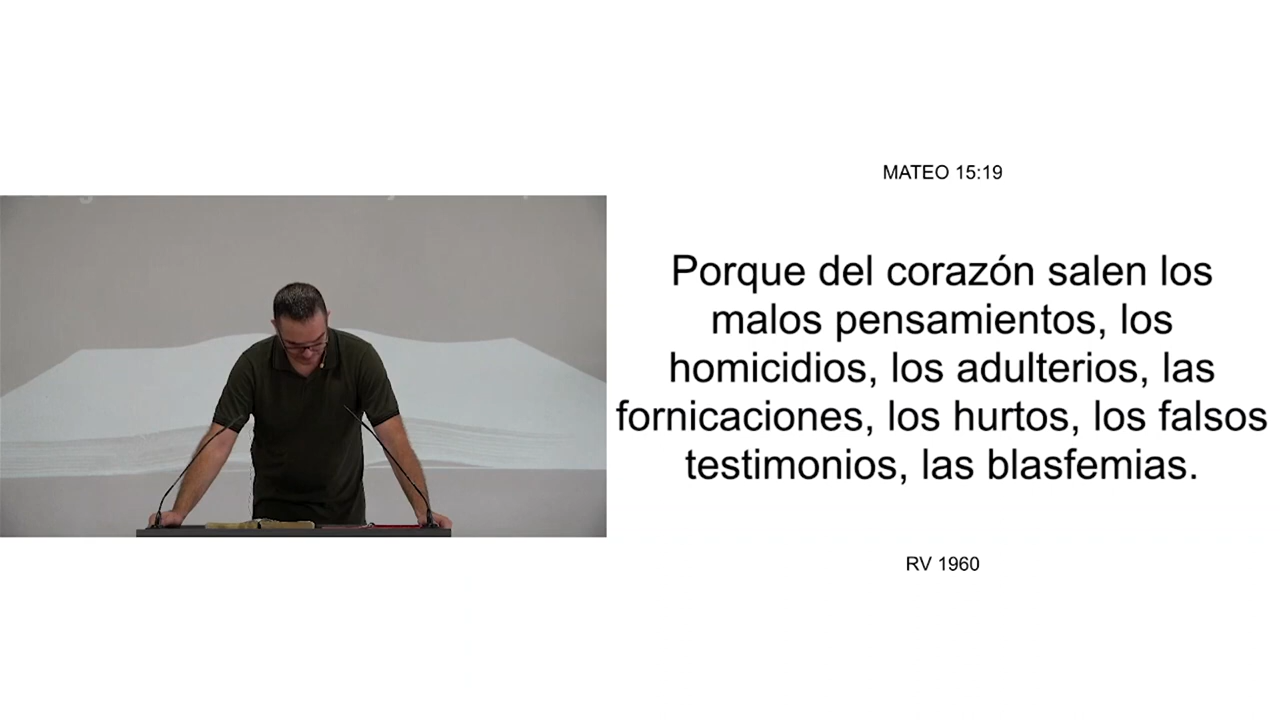 MATEO 15:19
Porque del corazón salen los
malos pensamientos, los
homicidios, los adulterios, las
fornicaciones, los hurtos, los falsos
testimonios, las blasfemias.
RV 1960